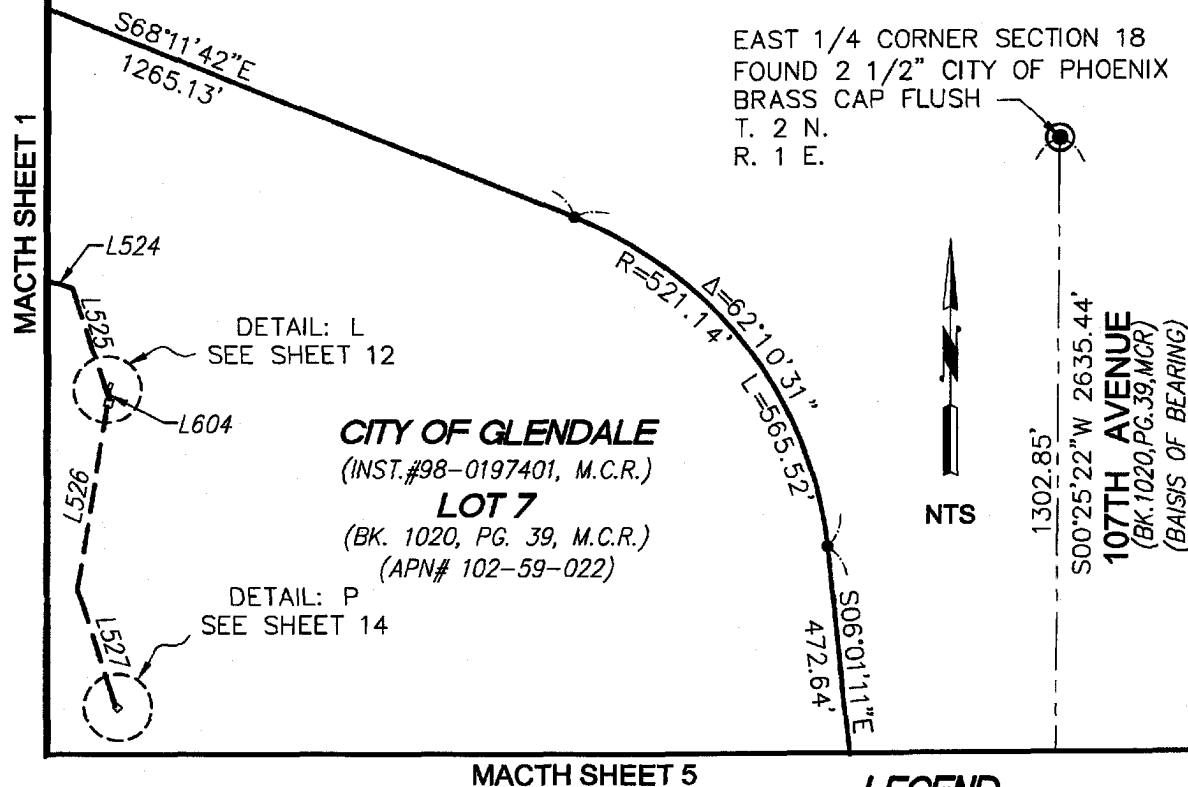 S68°11'42"E
1265.13'
EAST 1/4 CORNER SECTION 18
FOUND 2 1/2" CITY OF PHOENIX
BRASS CAP FLUSH
T. 2 N.
R. 1 E.
MACTH SHEET 1
L524
L525
DETAIL: L
SEE SHEET 12
L604
L526
R=521.14'
Δ=62°10'31"
L=565.52'
CITY OF GLENDALE
(INST.#98-0197401, M.C.R.)
LOT 7
(BK. 1020, PG. 39, M.C.R.)
(APN# 102-59-022)
NTS
1302.85'
S00°25'22"W 2635.44'
107TH AVENUE
(BK.1020,PG.39,MCR)
(BAISIS OF BEARING)
DETAIL: P
SEE SHEET 14
L527
S06°01'11"E
472.64'
MACTH SHEET 5
LEGEND